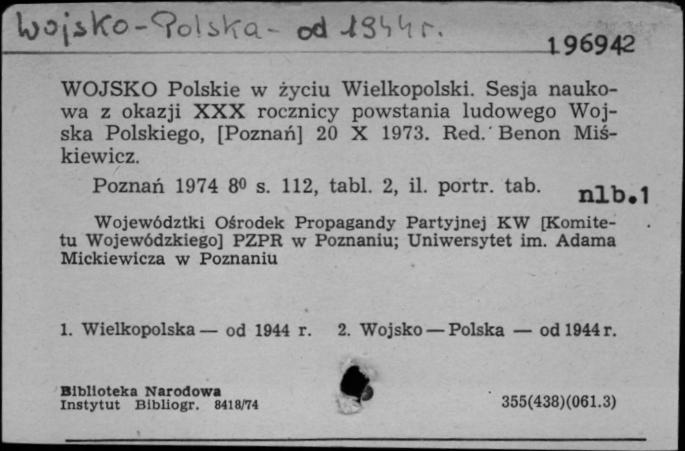 Wojsko - Polska - od 1944 r.
196942
WOJSKO Polskie w życiu Wielkopolski. Sesja nauko-
wa z okazji XXX rocznicy powstania ludowego Woj-
ska Polskiego, [Poznań] 20 X 1973. Red. Benon Miś-
kiewicz.
Poznań 1974 8⁰ s. 112, tabl. 2, il. portr. tab.
nlb.1
Województki Ośrodek Propagandy Partyjnej KW [Komite-
tu Wojewódzkiego] PZPR w Poznaniu; Uniwersytet im. Adama
Mickiewicza w Poznaniu
1. Wielkopolska — od 1944 r. 2. Wojsko — Polska — od 1944 r.
Biblioteka Narodowa
Instytut Bibliogr. 8418/74
355(438)(061.3)